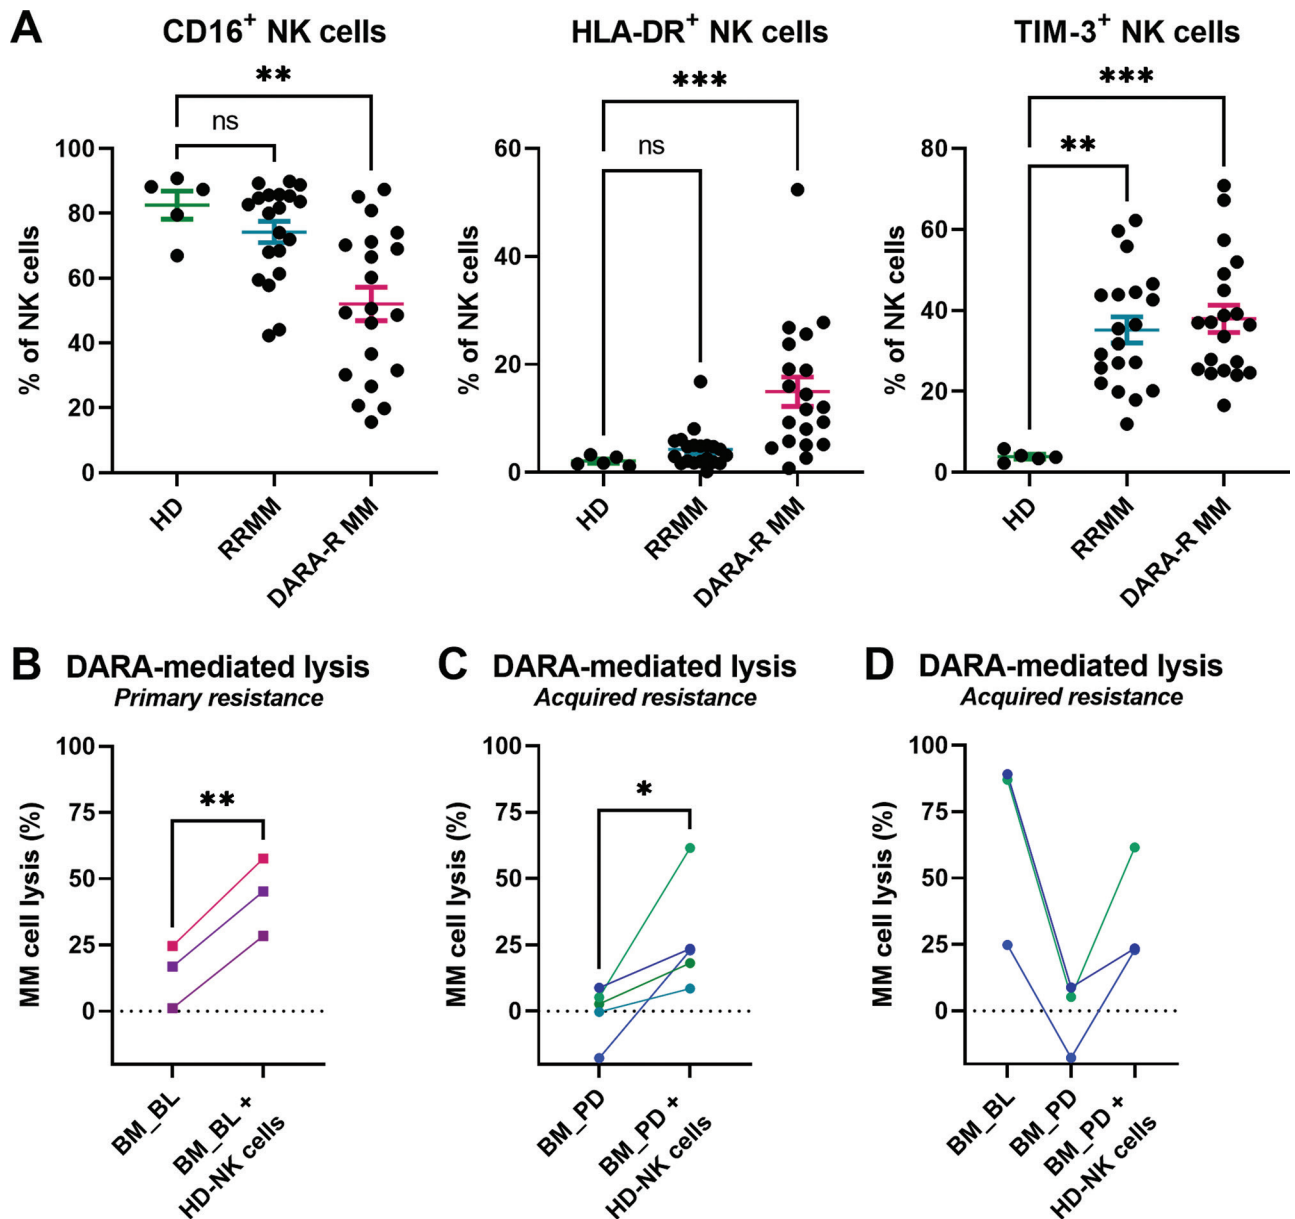 A
CD16+ NK cells
**
ns
% of NK cells
100
80
60
40
20
0
HD
RRMM
DARA-R MM
HLA-DR+ NK cells
***
ns
% of NK cells
60
40
20
0
HD
RRMM
DARA-R MM
TIM-3+ NK cells
***
**
% of NK cells
80
60
40
20
0
HD
RRMM
DARA-R MM
B
DARA-mediated lysis
Primary resistance
**
MM cell lysis (%)
100
75
50
25
0
BM_BL
BM_BL +
HD-NK cells
C
DARA-mediated lysis
Acquired resistance
*
MM cell lysis (%)
100
75
50
25
0
BM_PD
BM_PD +
HD-NK cells
D
DARA-mediated lysis
Acquired resistance
MM cell lysis (%)
100
75
50
25
0
BM_BL
BM_PD
BM_PD +
HD-NK cells